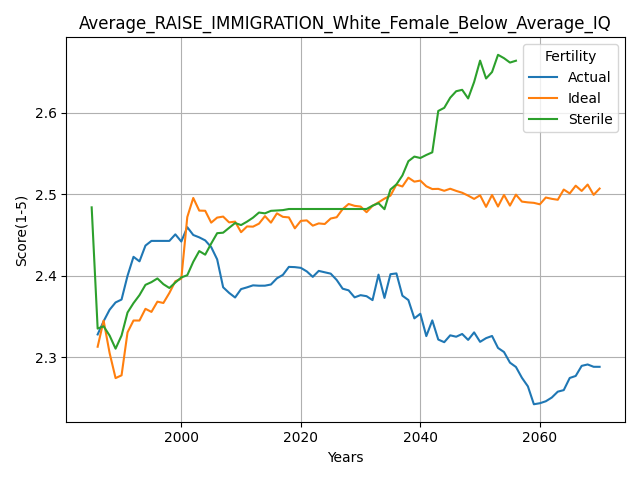 Average_RAISE_IMMIGRATION_White_Female_Below_Average_IQ
Fertility
Actual
Ideal
Sterile
Score(1-5)
2.6
2.5
2.4
2.3
2000
2020
2040
2060
Years